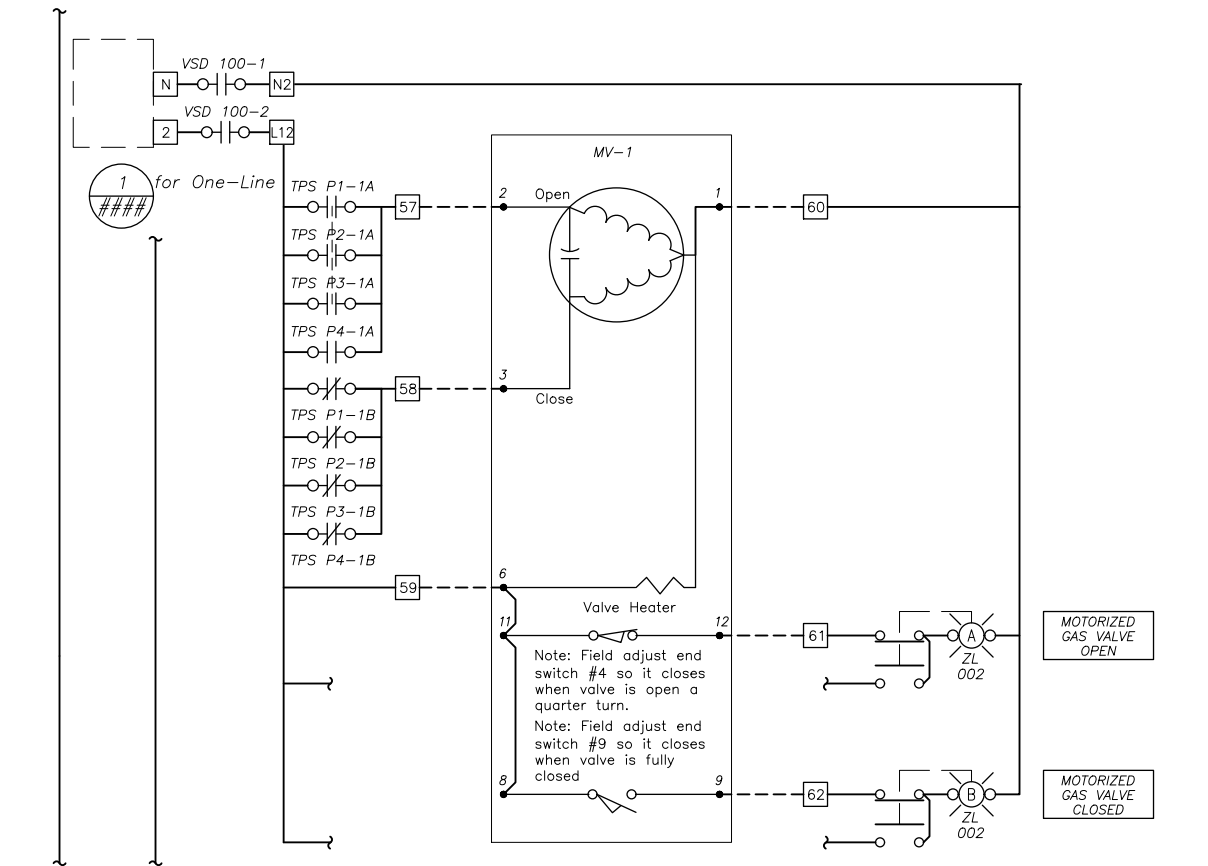 VSD 100-1
N
N2
VSD 100-2
2
L12
1
####
for One-Line
MV-1
TPS P1-1A
57
2
Open
1
60
TPS P2-1A
TPS P3-1A
TPS P4-1A
58
3
Close
TPS P1-1B
TPS P2-1B
TPS P3-1B
TPS P4-1B
59
6
Valve Heater
11
12
61
A
ZL
002
MOTORIZED
GAS VALVE
OPEN
Note: Field adjust end
switch #4 so it closes
when valve is open a
quarter turn.
Note: Field adjust end
switch #9 so it closes
when valve is fully
closed
8
9
62
B
ZL
002
MOTORIZED
GAS VALVE
CLOSED